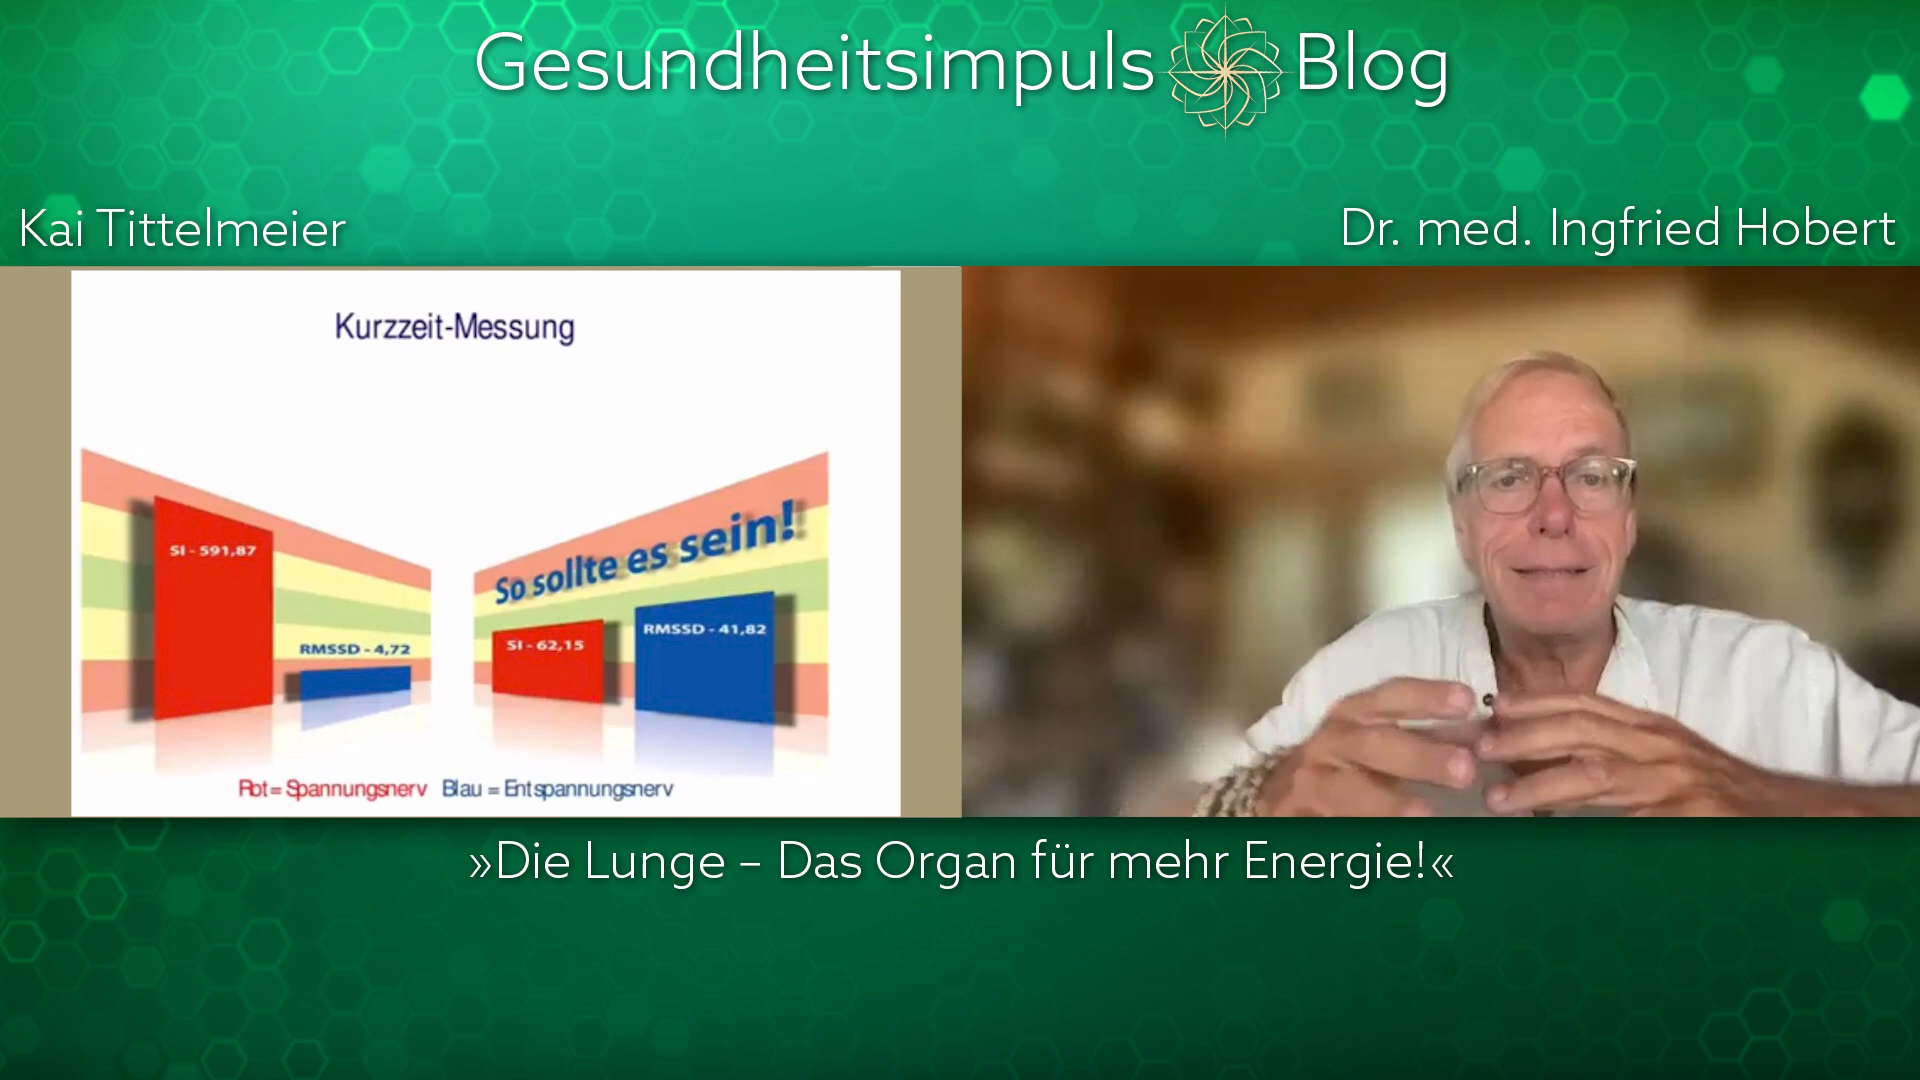 Gesundheitsimpuls Blog
Kai Tittelmeier
Dr. med. Ingfried Hobert
Kurzzeit-Messung
So sollte es sein!
SI - 591,87
RMSSD - 4,72
SI - 62,15
RMSSD - 41,82
Rot = Spannungsnerv Blau = Entspannungsnerv
»Die Lunge – Das Organ für mehr Energie!«